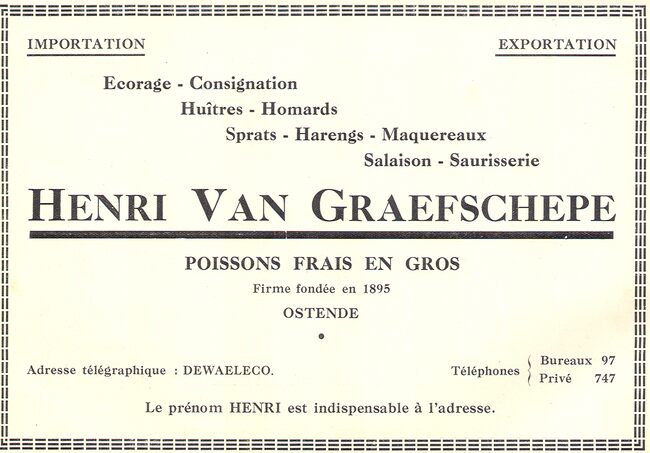 IMPORTATION EXPORTATION
Ecorage - Consignation
Huîtres - Homards
Sprats - Harengs - Maquereaux
Salaison - Saurisserie
HENRI VAN GRAEFSCHEPE
POISSONS FRAIS EN GROS
Firme fondée en 1895
OSTENDE
Adresse télégraphique : DEWAELECO. Téléphones { Bureaux 97
Privé 747
Le prénom HENRI est indispensable à l'adresse.